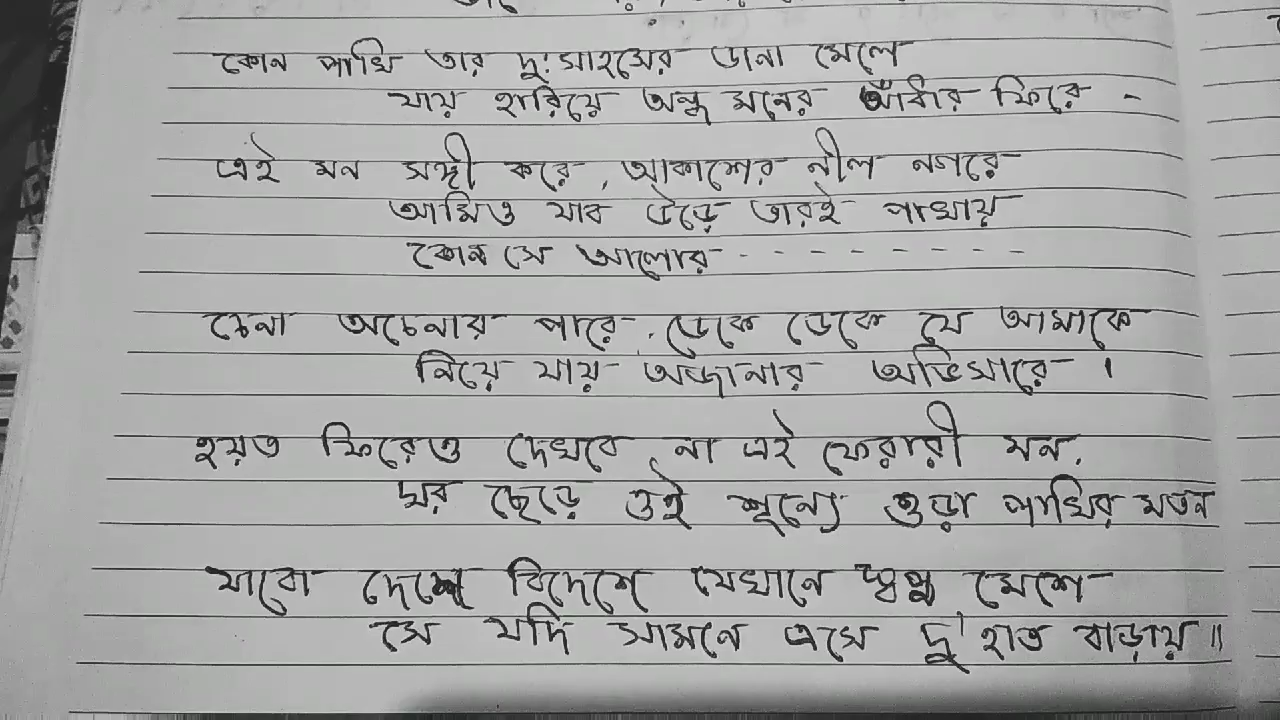 কোন পাখি তার দুঃসাহসের ডানা মেলে
যায় হারিয়ে অন্ধ মনের আঁধার ফিরে -
এই মন সঙ্গী করে, আকাশের নীল নগরে
আমিও যাব উড়ে তারই পাখায়
কোন সে আলোর - - - - - - - -
চেনা অচেনার পারে, ডেকে ডেকে যে আমাকে
নিয়ে যায় অজানার অভিসারে ।
হয়ত ফিরেও দেখবে না এই ফেরারী মন,
ঘর ছেড়ে ওই শূন্যে ওড়া পাখির মতন
যাবো দেশে বিদেশে যেখানে স্বপ্ন মেশে
সে যদি সামনে এসে দু'হাত বাড়ায় ॥